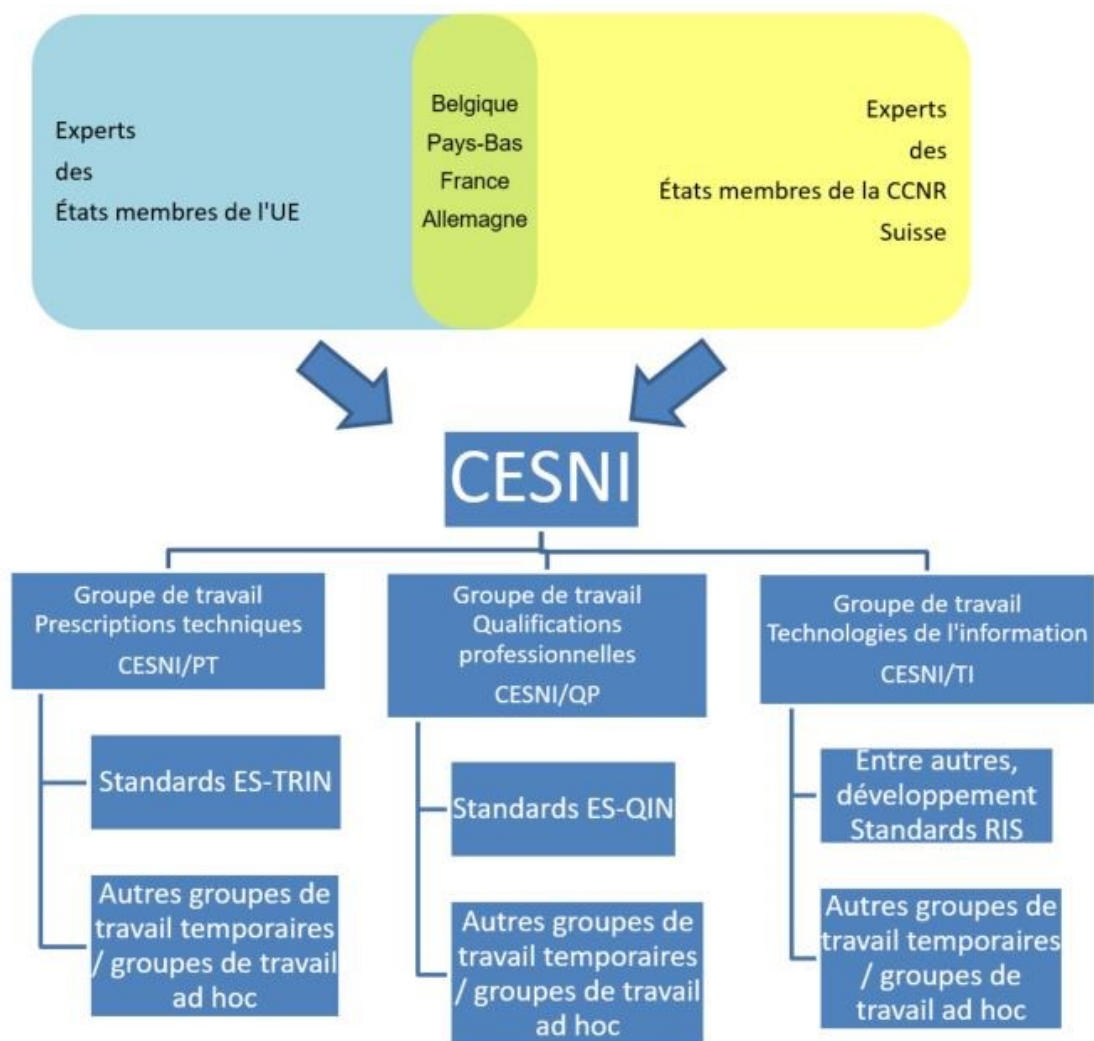 Experts
des
États membres de l'UE
Belgique
Pays-Bas
France
Allemagne
Experts
des
États membres de la CCNR
Suisse
CESNI
Groupe de travail
Prescriptions techniques
CESNI/PT
Standards ES-TRIN
Autres groupes de
travail temporaires
/ groupes de travail
ad hoc
Groupe de travail
Qualifications
professionnelles
CESNI/QP
Standards ES-QIN
Autres groupes de
travail temporaires
/ groupes de travail
ad hoc
Groupe de travail
Technologies de l'information
CESNI/TI
Entre autres,
développement
Standards RIS
Autres groupes de
travail temporaires
/ groupes de
travail ad hoc